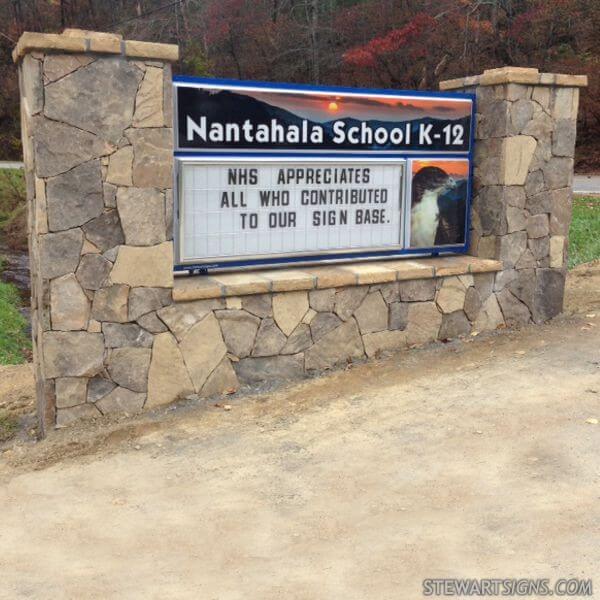 Nantahala School K-12
NHS APPRECIATES
ALL WHO CONTRIBUTED
TO OUR SIGN BASE.
STEWARTSIGNS.COM